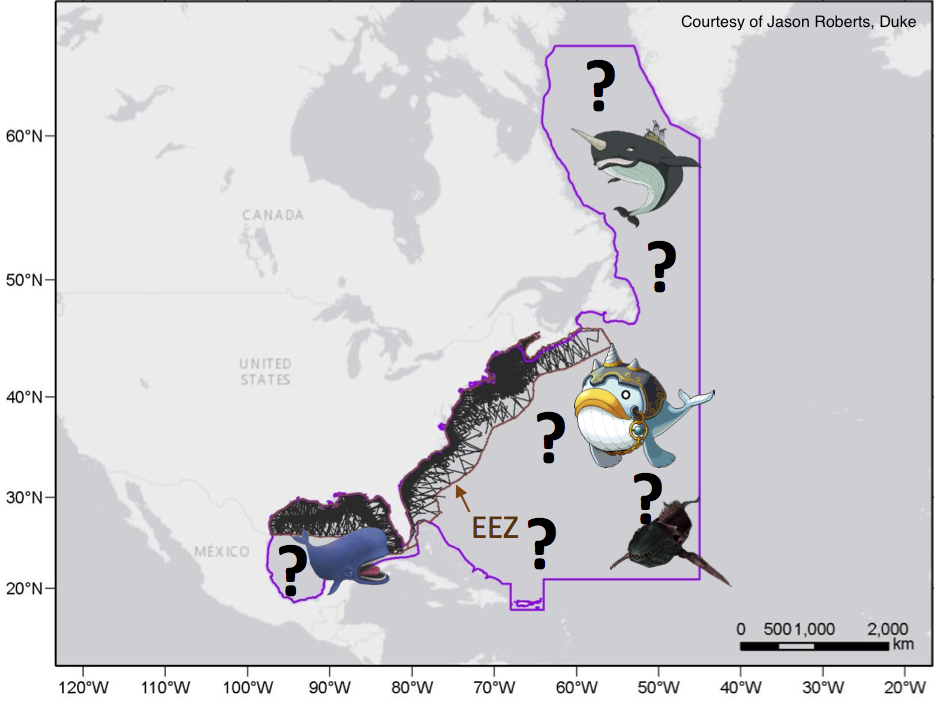 Courtesy of Jason Roberts, Duke
?
60°N
CANADA
?
50°N
UNITED
STATES
40°N
?
30°N
?
EEZ
?
MÉXICO
?
20°N
0 500 1,000 2,000
km
120°W 110°W 100°W 90°W 80°W 70°W 60°W 50°W 40°W 30°W 20°W